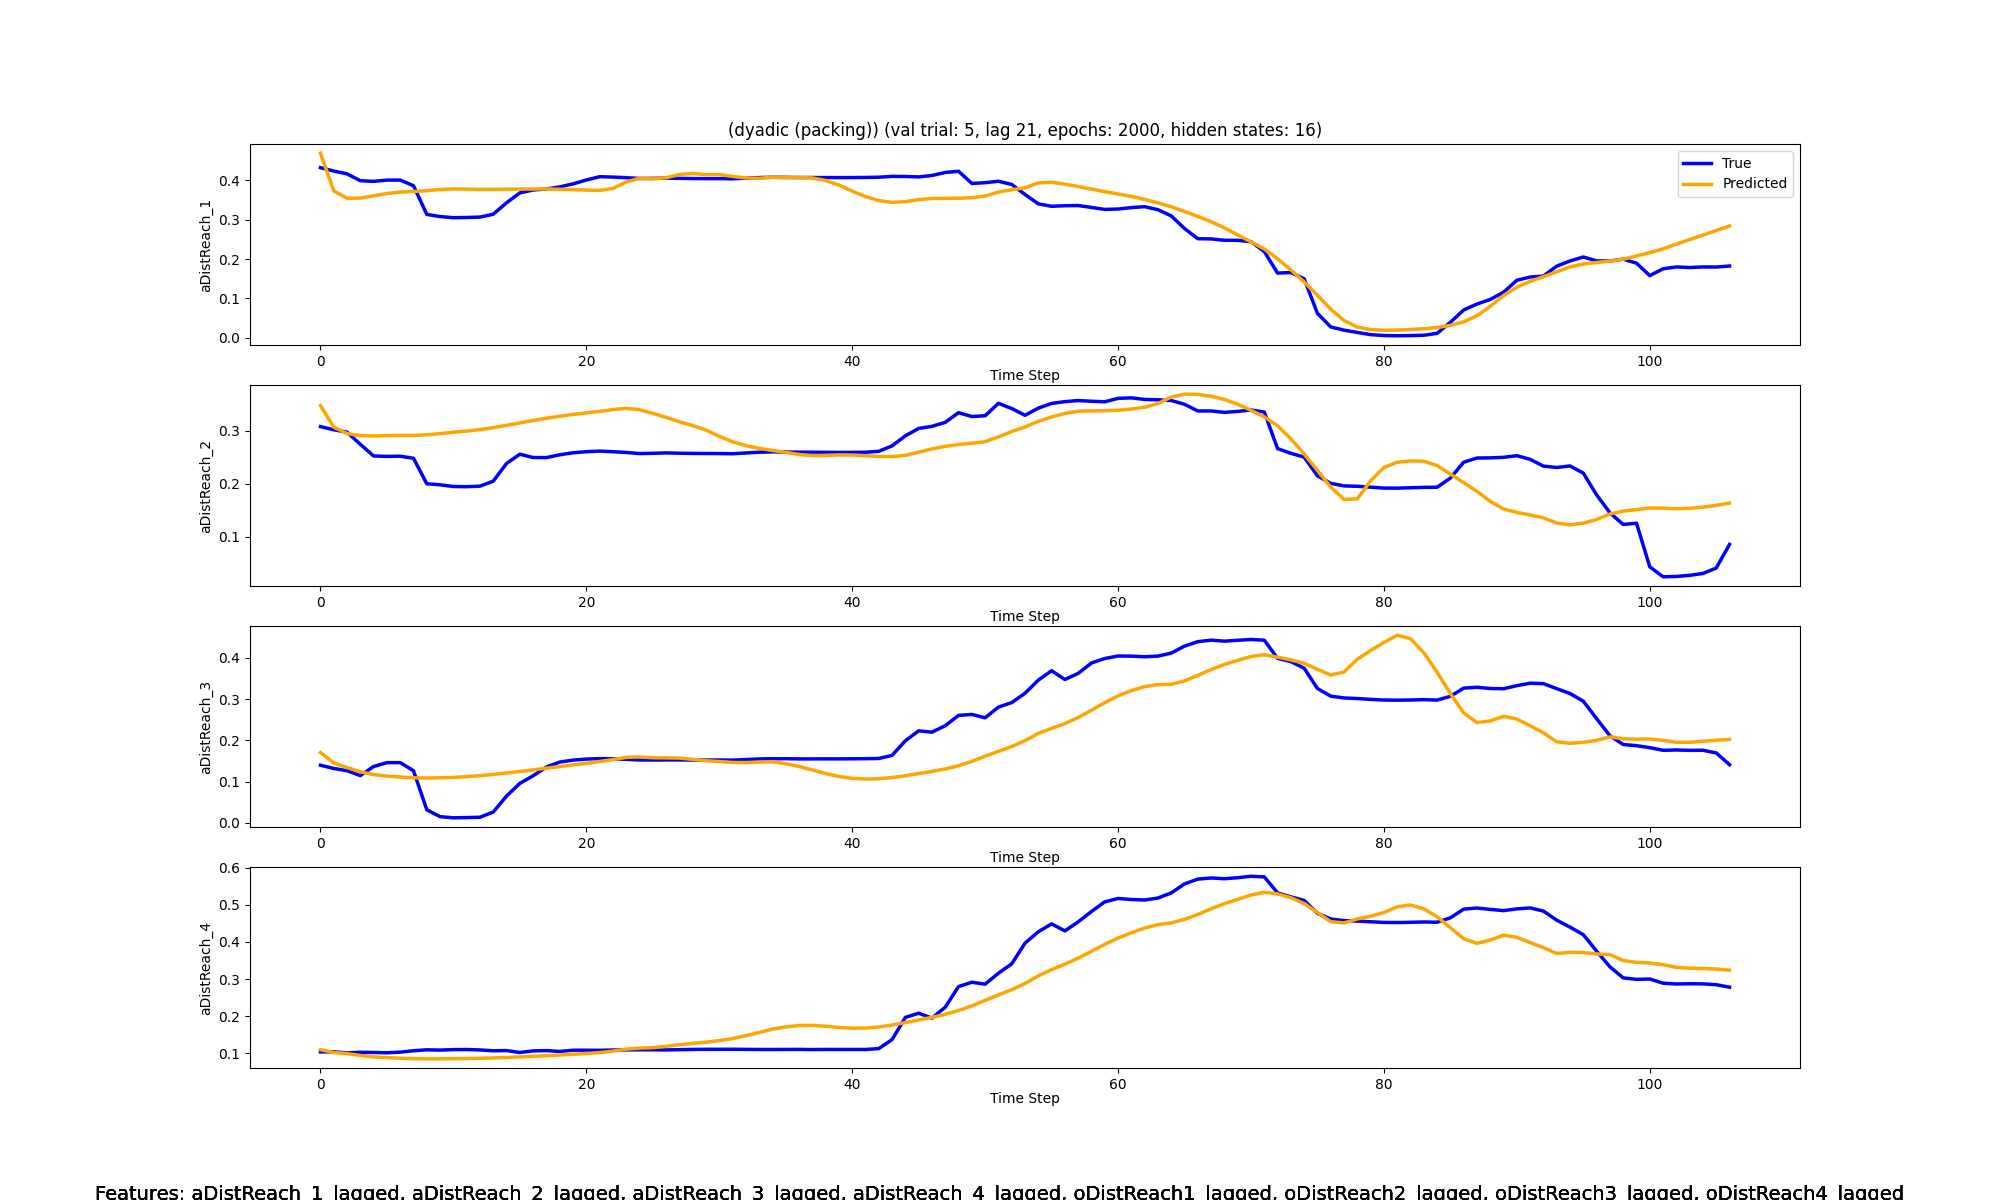 (dyadic (packing)) (val trial: 5, lag 21, epochs: 2000, hidden states: 16)
True
Predicted
aDistReach_1
0.4
0.3
0.2
0.1
0.0
0 20 40 60 80 100
Time Step
aDistReach_2
0.3
0.2
0.1
0 20 40 60 80 100
Time Step
aDistReach_3
0.4
0.3
0.2
0.1
0.0
0 20 40 60 80 100
Time Step
aDistReach_4
0.6
0.5
0.4
0.3
0.2
0.1
0 20 40 60 80 100
Time Step
Features: aDistReach_1_lagged, aDistReach_2_lagged, aDistReach_3_lagged, aDistReach_4_lagged, oDistReach1_lagged, oDistReach2_lagged, oDistReach3_lagged, oDistReach4_lagged